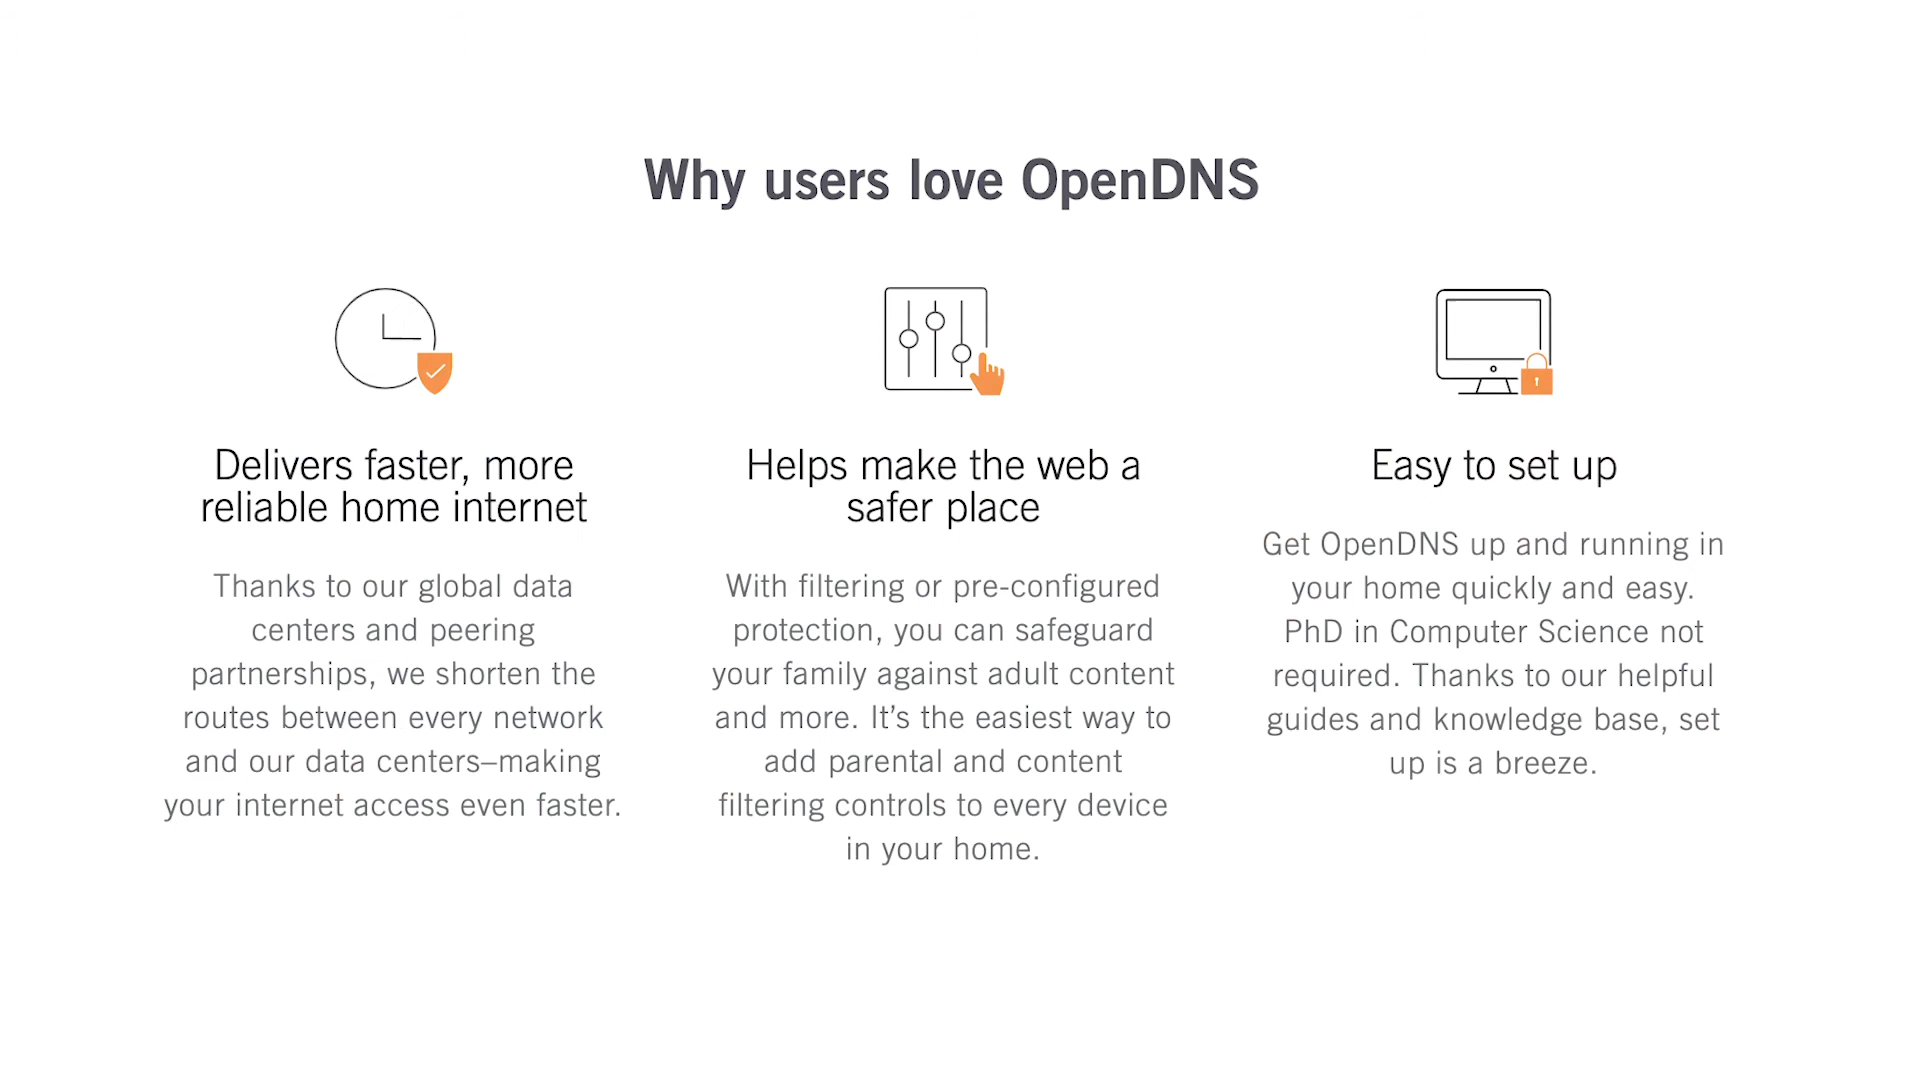 Why users love OpenDNS
Delivers faster, more
reliable home internet
Thanks to our global data
centers and peering
partnerships, we shorten the
routes between every network
and our data centers–making
your internet access even faster.
Helps make the web a
safer place
With filtering or pre-configured
protection, you can safeguard
your family against adult content
and more. It’s the easiest way to
add parental and content
filtering controls to every device
in your home.
Easy to set up
Get OpenDNS up and running in
your home quickly and easy.
PhD in Computer Science not
required. Thanks to our helpful
guides and knowledge base, set
up is a breeze.